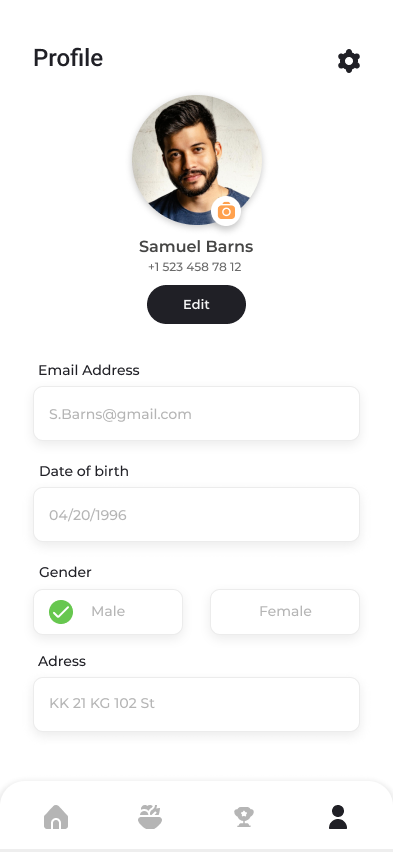 Profile
Samuel Barns
+1 523 458 78 12
Edit
Email Address
S.Barns@gmail.com
Date of birth
04/20/1996
Gender
Male
Female
Adress
KK 21 KG 102 St